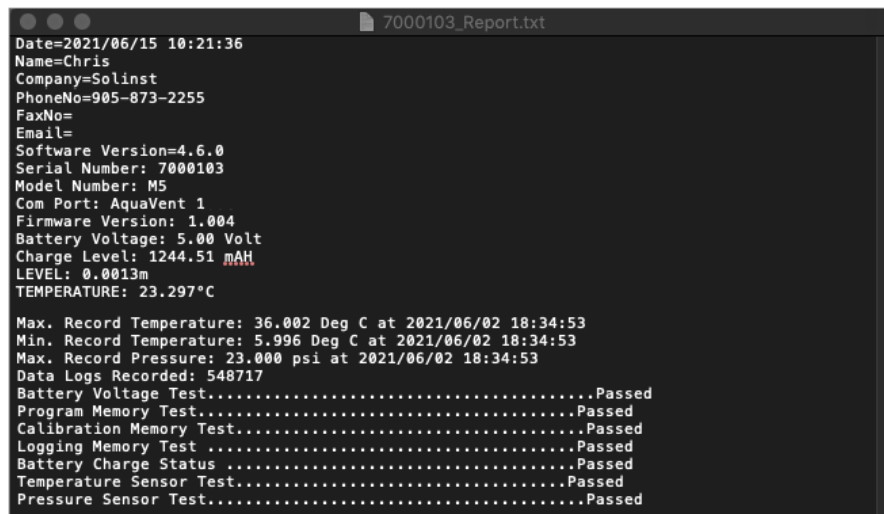 7000103_Report.txt
Date=2021/06/15 10:21:36
Name=Chris
Company=Solinst
PhoneNo=905-873-2255
FaxNo=
Email=
Software Version=4.6.0
Serial Number: 7000103
Model Number: M5
Com Port: AquaVent 1
Firmware Version: 1.004
Battery Voltage: 5.00 Volt
Charge Level: 1244.51 mAH
LEVEL: 0.0013m
TEMPERATURE: 23.297°C
Max. Record Temperature: 36.002 Deg C at 2021/06/02 18:34:53
Min. Record Temperature: 5.996 Deg C at 2021/06/02 18:34:53
Max. Record Pressure: 23.000 psi at 2021/06/02 18:34:53
Data Logs Recorded: 548717
Battery Voltage Test.........................................Passed
Program Memory Test........................................Passed
Calibration Memory Test.....................................Passed
Logging Memory Test .......................................Passed
Battery Charge Status .....................................Passed
Temperature Sensor Test...................................Passed
Pressure Sensor Test........................................Passed